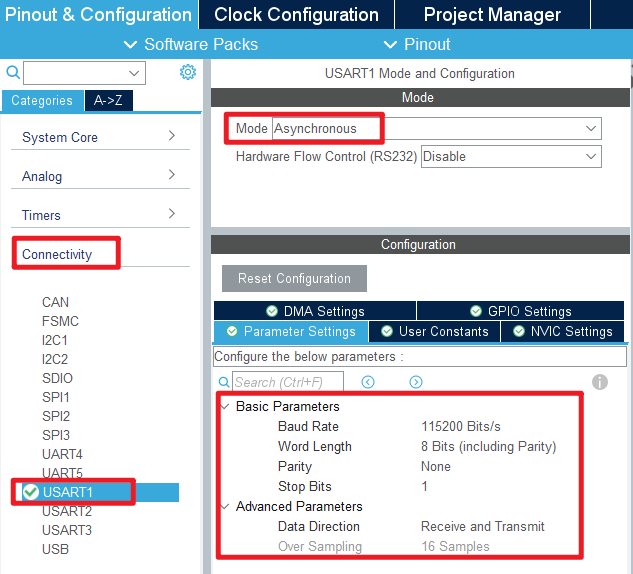 Pinout & Configuration Clock Configuration Project Manager
Software Packs Pinout
Categories A->Z
System Core
Analog
Timers
Connectivity
CAN
FSMC
I2C1
I2C2
SDIO
SPI1
SPI2
SPI3
UART4
UART5
USART1
USART2
USART3
USB
USART1 Mode and Configuration
Mode
Mode Asynchronous
Hardware Flow Control (RS232) Disable
Configuration
Reset Configuration
DMA Settings GPIO Settings
Parameter Settings User Constants NVIC Settings
Configure the below parameters :
Search (Ctrl+F)
Basic Parameters
Baud Rate 115200 Bits/s
Word Length 8 Bits (including Parity)
Parity None
Stop Bits 1
Advanced Parameters
Data Direction Receive and Transmit
Over Sampling 16 Samples